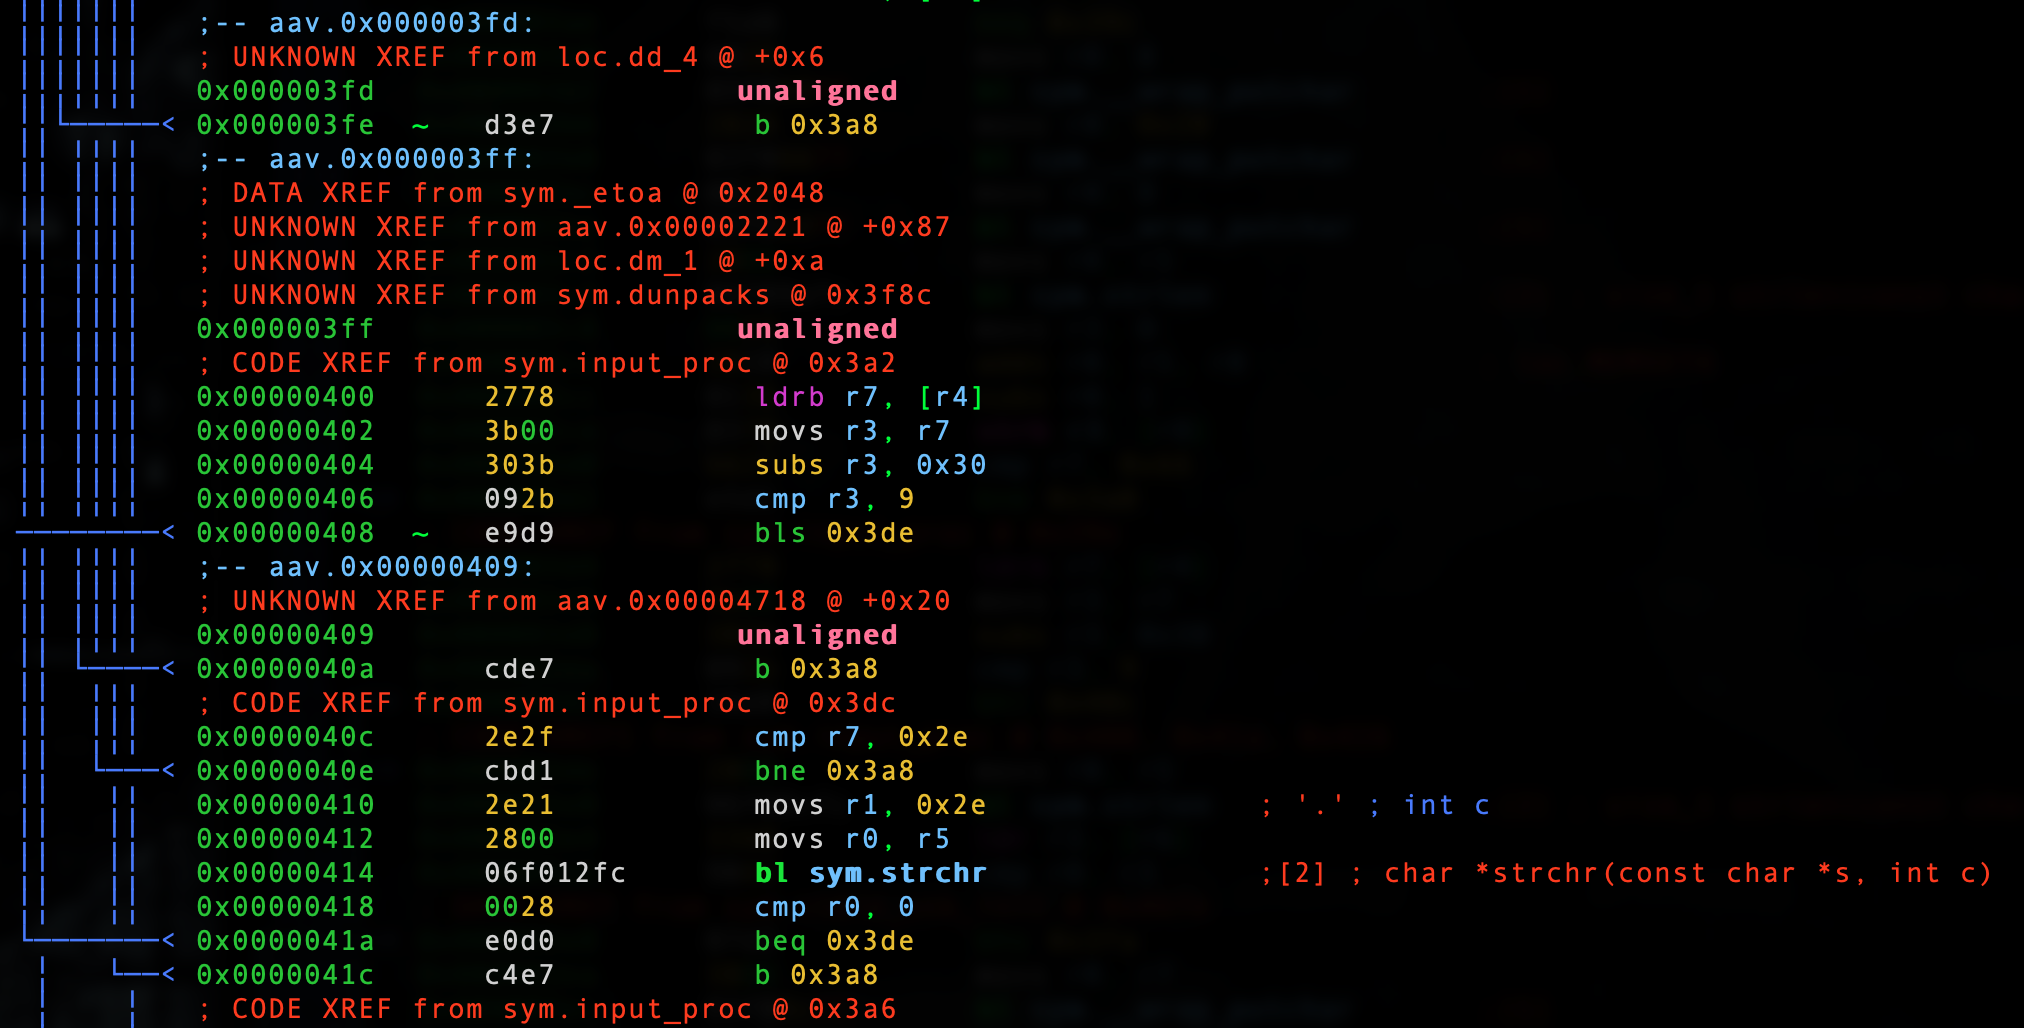 ;-- aav.0x000003fd:
; UNKNOWN XREF from loc.dd_4 @ +0x6
0x000003fd unaligned
< 0x000003fe ~ d3e7 b 0x3a8
;-- aav.0x000003ff:
; DATA XREF from sym._etoa @ 0x2048
; UNKNOWN XREF from aav.0x00002221 @ +0x87
; UNKNOWN XREF from loc.dm_1 @ +0xa
; UNKNOWN XREF from sym.dunpacks @ 0x3f8c
0x000003ff unaligned
; CODE XREF from sym.input_proc @ 0x3a2
0x00000400 2778 ldrb r7, [r4]
0x00000402 3b00 movs r3, r7
0x00000404 303b subs r3, 0x30
0x00000406 092b cmp r3, 9
< 0x00000408 ~ e9d9 bls 0x3de
;-- aav.0x00000409:
; UNKNOWN XREF from aav.0x00004718 @ +0x20
0x00000409 unaligned
< 0x0000040a cde7 b 0x3a8
; CODE XREF from sym.input_proc @ 0x3dc
0x0000040c 2e2f cmp r7, 0x2e
< 0x0000040e cbd1 bne 0x3a8
0x00000410 2e21 movs r1, 0x2e ; '.' ; int c
0x00000412 2800 movs r0, r5
0x00000414 06f012fc bl sym.strchr ;[2] ; char *strchr(const char *s, int c)
0x00000418 0028 cmp r0, 0
< 0x0000041a e0d0 beq 0x3de
< 0x0000041c c4e7 b 0x3a8
; CODE XREF from sym.input_proc @ 0x3a6